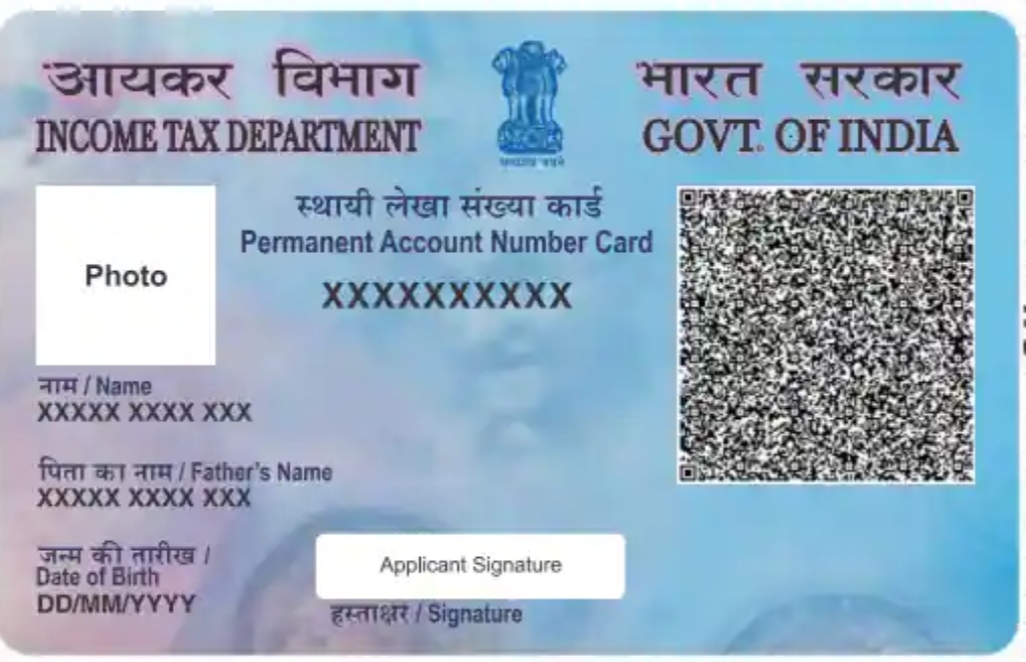 आयकर विभाग
INCOME TAX DEPARTMENT
भारत सरकार
GOVT. OF INDIA
सत्यमेव जयते
स्थायी लेखा संख्या कार्ड
Permanent Account Number Card
XXXXXXXXXX
Photo
नाम / Name
XXXXX XXXX XXX
पिता का नाम / Father's Name
XXXXX XXXX XXX
जन्म की तारीख /
Date of Birth
DD/MM/YYYY
Applicant Signature
हस्ताक्षर / Signature